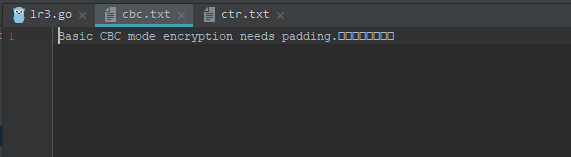 lr3.go cbc.txt ctr.txt
1 Basic CBC mode encryption needs padding.□□□□□□□□